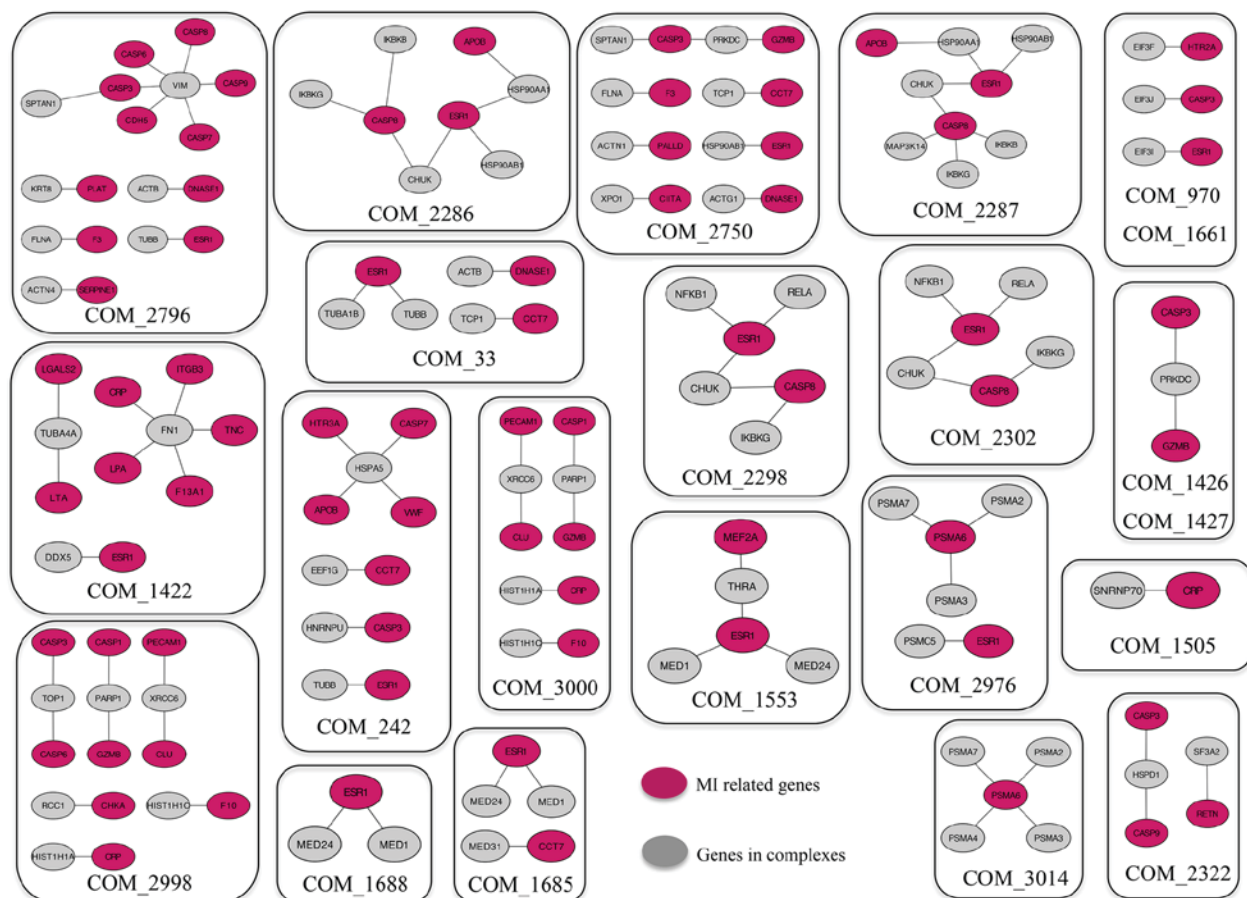 CASP8
CASP6
SPTAN1
CASP3
VIM
CASP9
CDH5
CASP7
KRT8
PLAT
ACTB
DNASE1
FLNA
F3
TUBB
ESR1
ACTN4
SERPINE1
COM_2796
IKBKB
APOB
IKBKG
HSP90AA1
CASP8
ESR1
HSP90AB1
CHUK
COM_2286
SPTAN1
CASP3
PRKDC
GZMB
FLNA
F3
TCP1
CCT7
ACTN1
PALLD
HSP90AB1
ESR1
XPO1
CIITA
ACTG1
DNASE1
COM_2750
APOB
HSP90AA1
HSP90AB1
CHUK
ESR1
CASP8
MAP3K14
IKBKB
IKBKG
COM_2287
EIF3F
HTR2A
EIF3J
CASP3
EIF3I
ESR1
COM_970
COM_1661
ESR1
ACTB
DNASE1
TUBA1B
TUBB
TCP1
CCT7
COM_33
NFKB1
RELA
ESR1
CHUK
CASP8
IKBKG
COM_2298
NFKB1
RELA
ESR1
IKBKG
CHUK
CASP8
COM_2302
CASP3
PRKDC
GZMB
COM_1426
COM_1427
LGALS2
ITGB3
CRP
TUBA4A
FN1
TNC
LPA
LTA
F13A1
DDX5
ESR1
COM_1422
HTR3A
CASP7
HSPA5
APOB
VWF
EEF1G
CCT7
HNRNPU
CASP3
TUBB
ESR1
COM_242
PECAM1
CASP1
XRCC6
PARP1
CLU
GZMB
HIST1H1A
CRP
HIST1H1C
F10
COM_3000
MEF2A
THRA
ESR1
MED1
MED24
COM_1553
PSMA7
PSMA2
PSMA6
PSMA3
PSMC5
ESR1
COM_2976
SNRNP70
CRP
COM_1505
CASP3
CASP1
PECAM1
TOP1
PARP1
XRCC6
CASP6
GZMB
CLU
RCC1
CHKA
HIST1H1C
F10
HIST1H1A
CRP
COM_2998
ESR1
MED24
MED1
COM_1688
ESR1
MED24
MED1
MED31
CCT7
COM_1685
MI related genes
Genes in complexes
PSMA7
PSMA2
PSMA6
PSMA4
PSMA3
COM_3014
CASP3
SF3A2
HSPD1
RETN
CASP9
COM_2322